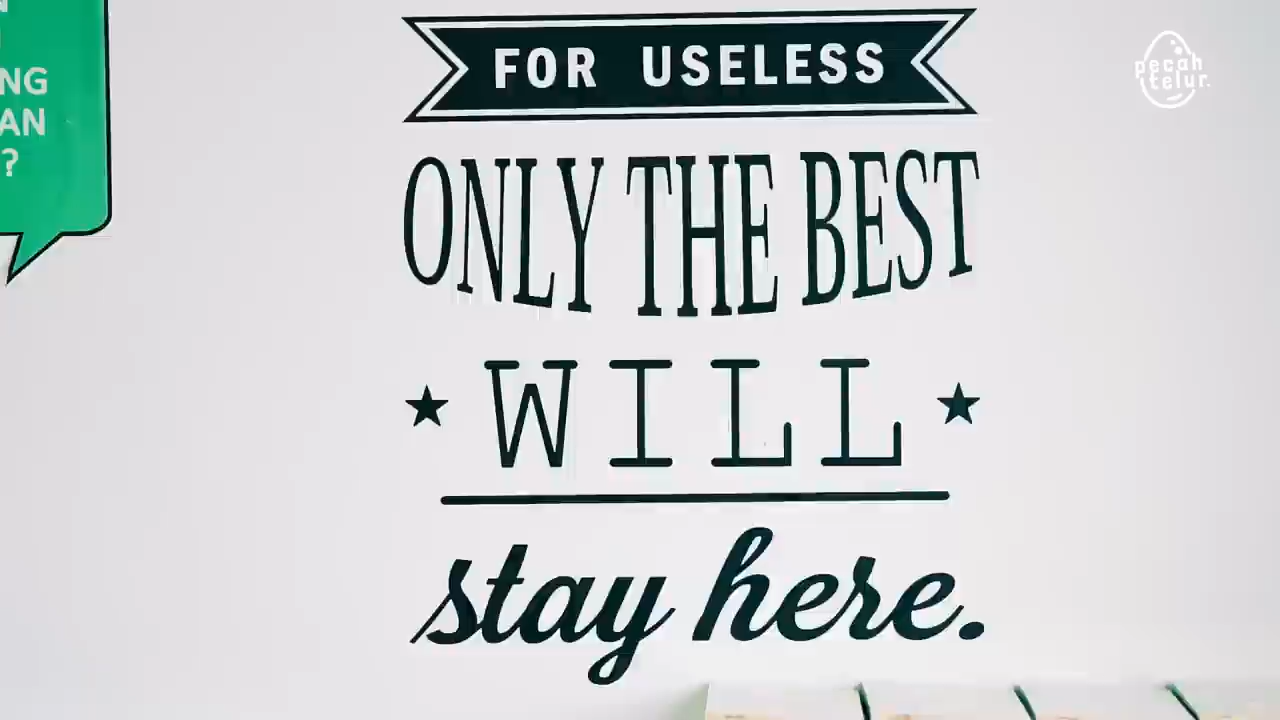 NG
AN
?
FOR USELESS
ONLY THE BEST
WILL
stay here.
pecah
telur.